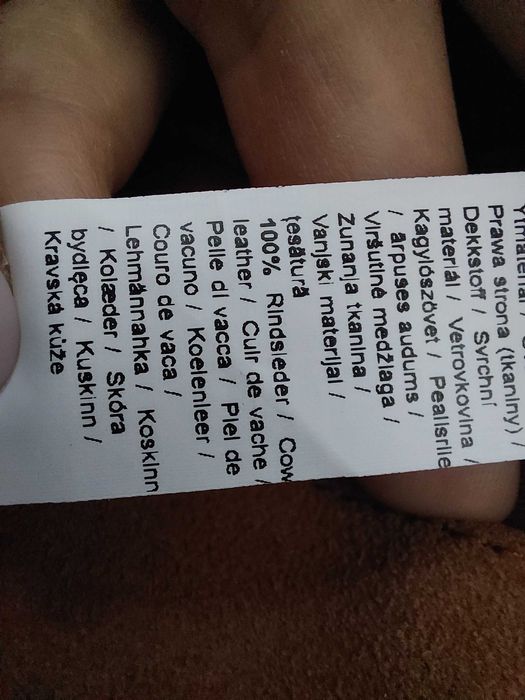 Prawa strona (tkaniny) /
Dekkstoff / Svrchní
materiál / Vetrovkovina /
Kagylószövet / Pealisriie
/ ārpuses audums /
Viršutinė medžiaga /
Zunanja tkanina /
Vanjski materijal /
țesătură
100% Rindsleder / Cow
leather / Cuir de vache /
Pelle di vacca / Piel de
vacuno / Koeienleer /
Couro de vaca /
Lehmännahka / Koskinn
/ Kolæder / Skóra
bydlęca / Kuskinn /
Kravská kůže